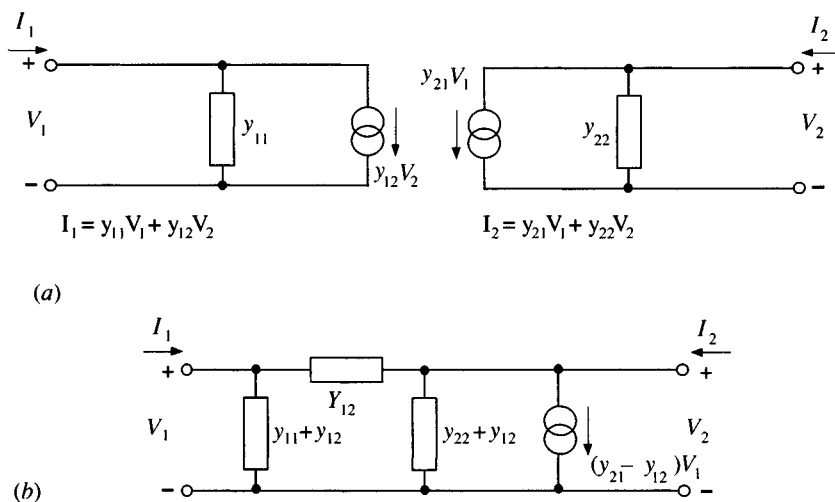 I₁ I₂
+ y₂₁V₁ +
V₁ y₁₁ y₂₂ V₂
− y₁₂V₂ −
I₁ = y₁₁V₁ + y₁₂V₂ I₂ = y₂₁V₁ + y₂₂V₂
(a)
I₁ I₂
+ +
Y₁₂
V₁ y₁₁ + y₁₂ y₂₂ + y₁₂ V₂
(b) − (y₂₁ − y₁₂)V₁ −